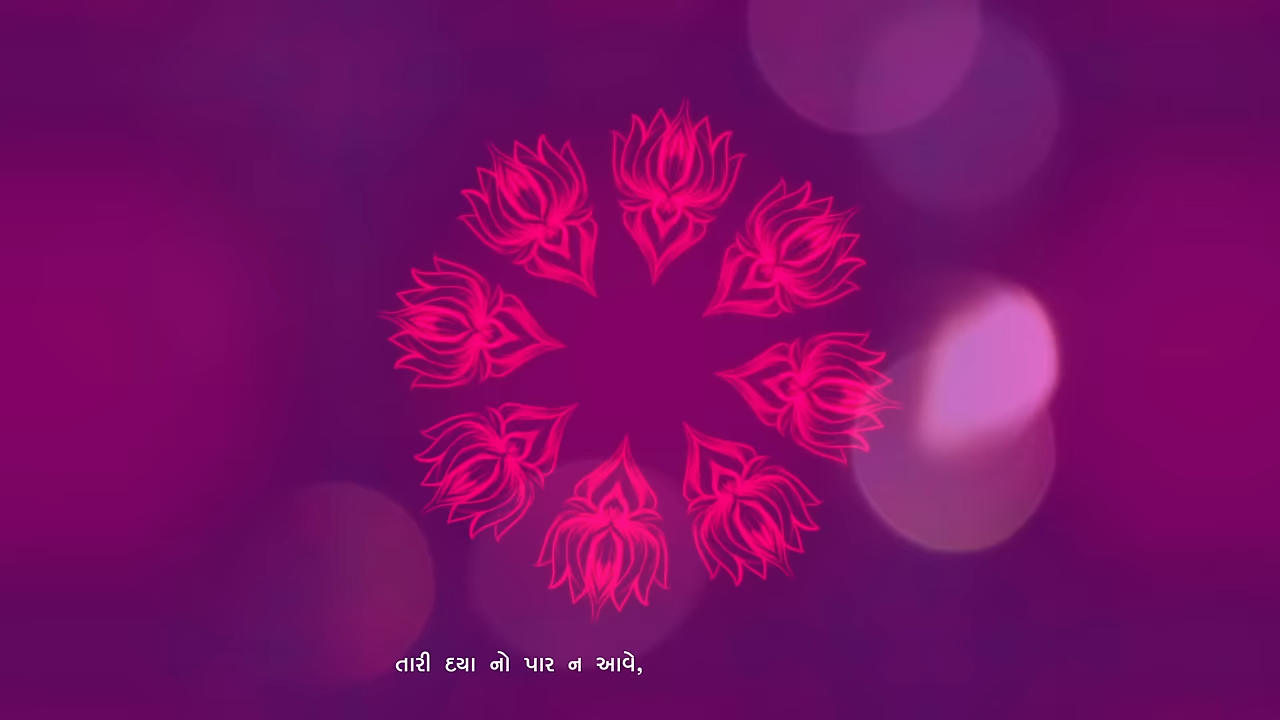 તારી દયા નો પાર ન આવે,